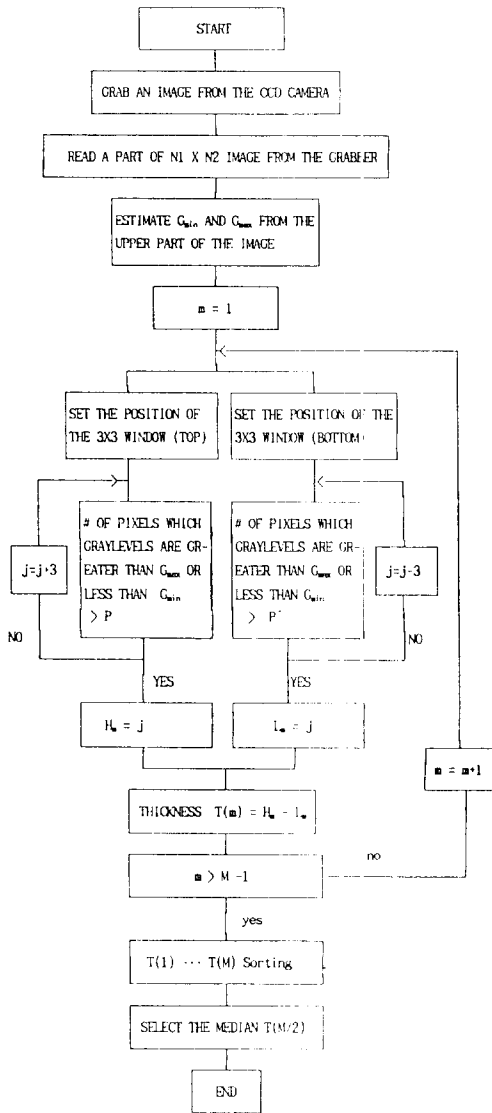 START
GRAB AN IMAGE FROM THE CCD CAMERA
READ A PART OF N1 X N2 IMAGE FROM THE GRABBER
ESTIMATE Gmin AND Gmax FROM THE
UPPER PART OF THE IMAGE
m = 1
SET THE POSITION OF
THE 3X3 WINDOW (TOP)
SET THE POSITION OF THE
3X3 WINDOW (BOTTOM)
# OF PIXELS WHICH
GRAYLEVELS ARE GR-
EATER THAN Gmax OR
LESS THAN Gmin
> P
j=j+3
NO
YES
# OF PIXELS WHICH
GRAYLEVELS ARE GR-
EATER THAN Gmax OR
LESS THAN Gmin
> P'
j=j-3
NO
YES
Hm = j
Lm = j
m = m+1
THICKNESS T(m) = Hm - Lm
m > M -1
no
yes
T(1) ··· T(M) Sorting
SELECT THE MEDIAN T(M/2)
END